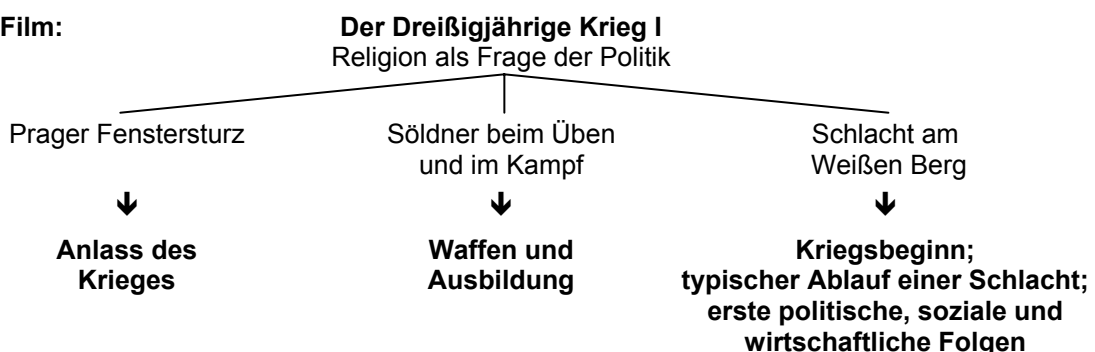 Film: Der Dreißigjährige Krieg I
Religion als Frage der Politik
Prager Fenstersturz
Söldner beim Üben
und im Kampf
Schlacht am
Weißen Berg
Anlass des
Krieges
Waffen und
Ausbildung
Kriegsbeginn;
typischer Ablauf einer Schlacht;
erste politische, soziale und
wirtschaftliche Folgen